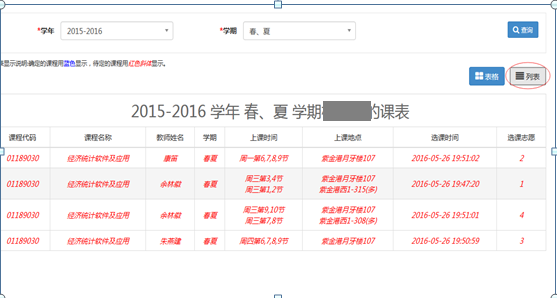 *学年 2015-2016 *学期 春、夏 查询
显示说明:确定的课程用蓝色显示，待定的课程用红色斜体显示。
表格 列表
2015-2016 学年 春、夏 学期 的课表
课程代码 课程名称 教师姓名 学期 上课时间 上课地点 选课时间 选课志愿
01189030 经济统计软件及应用 春夏 周一第6,7,8,9节 紫金港月牙楼107 2016-05-26 19:51:02 2
01189030 经济统计软件及应用 余林徽 春夏 周三第3,4节 紫金港月牙楼107 2016-05-26 19:47:20 1
周三第1,2节 紫金港西1-315(多)
01189030 经济统计软件及应用 余林徽 春夏 周三第9,10节 紫金港月牙楼107 2016-05-26 19:51:01 4
周三第7,8节 紫金港西1-308(多)
01189030 经济统计软件及应用 朱燕建 春夏 周四第6,7,8,9节 紫金港月牙楼107 2016-05-26 19:50:59 3